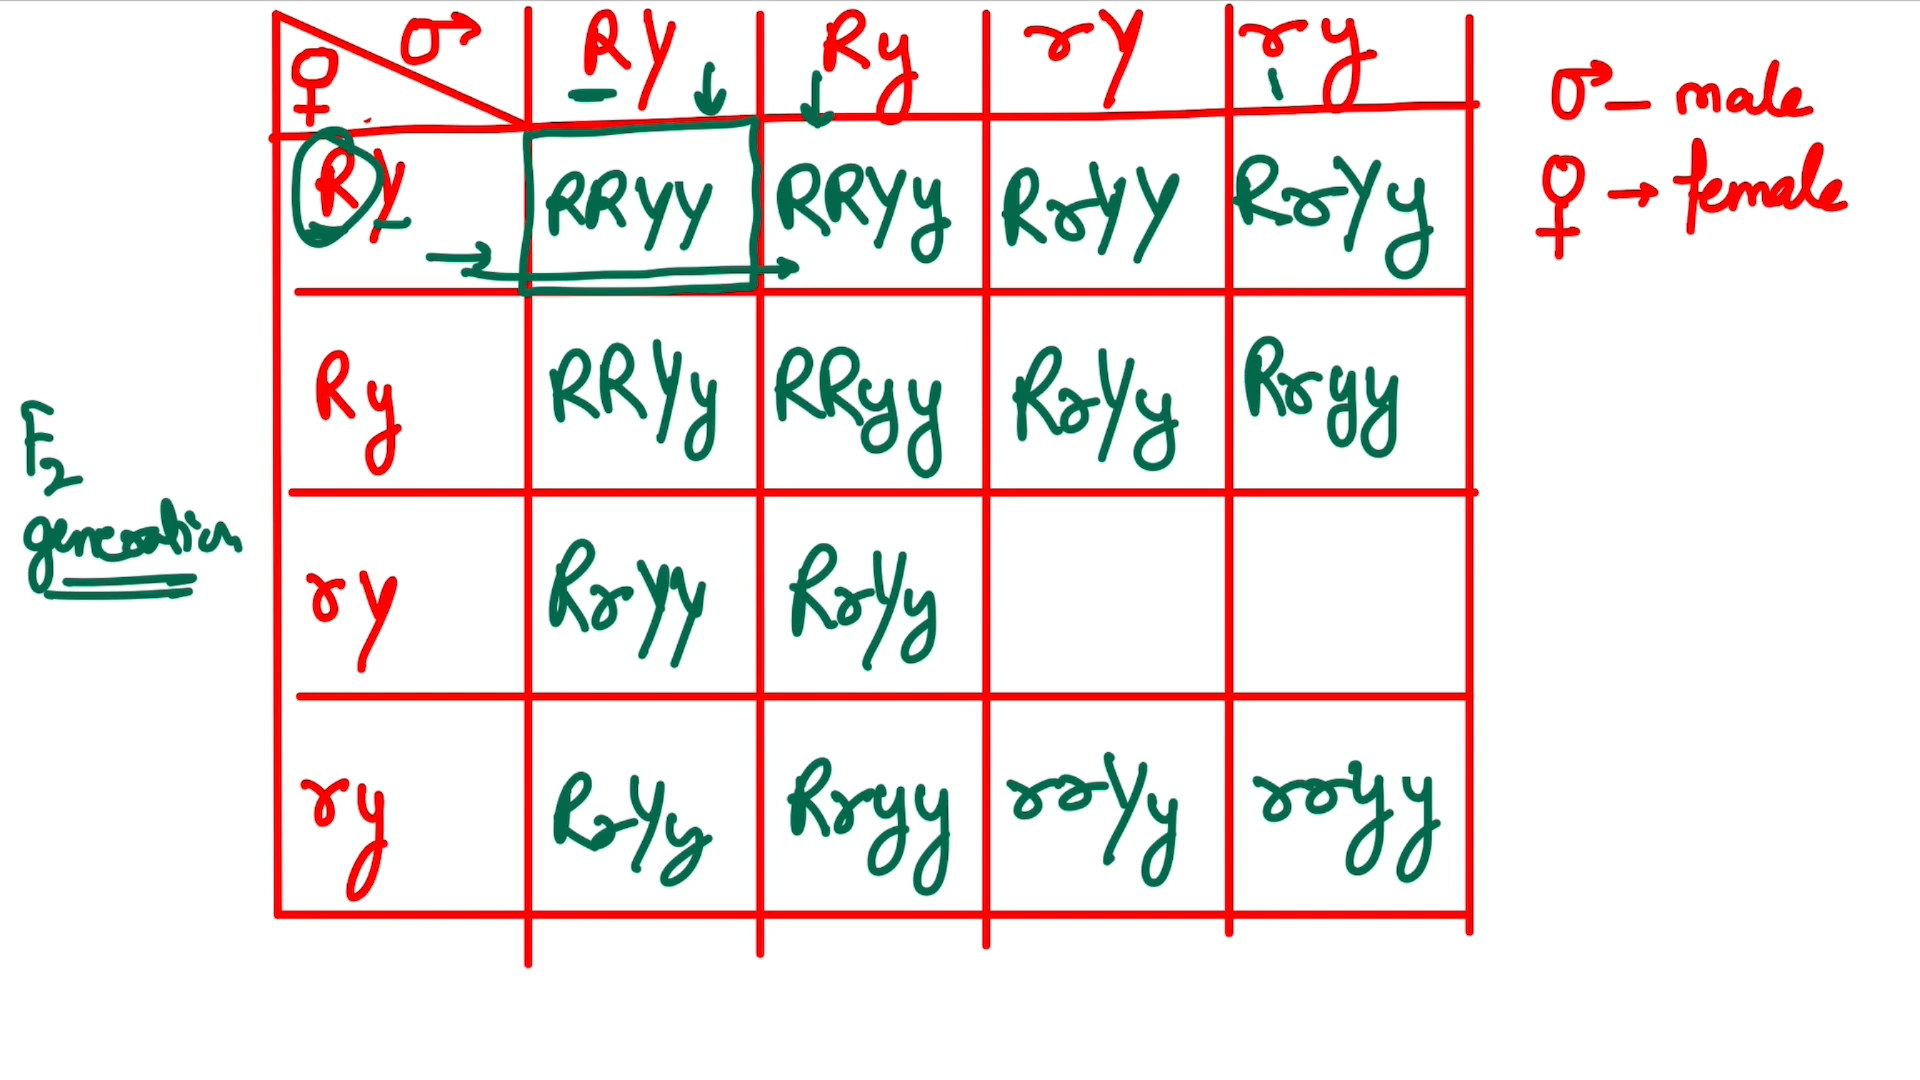 ♀ ♂ RY Ry rY ry
RY RRYY RRYy RrYY RrYy
Ry RRYy RRyy RrYy Rryy
rY RrYY RrYy
ry RrYy Rryy rrYy rryy
♂ – male
♀ → female
F2
generation